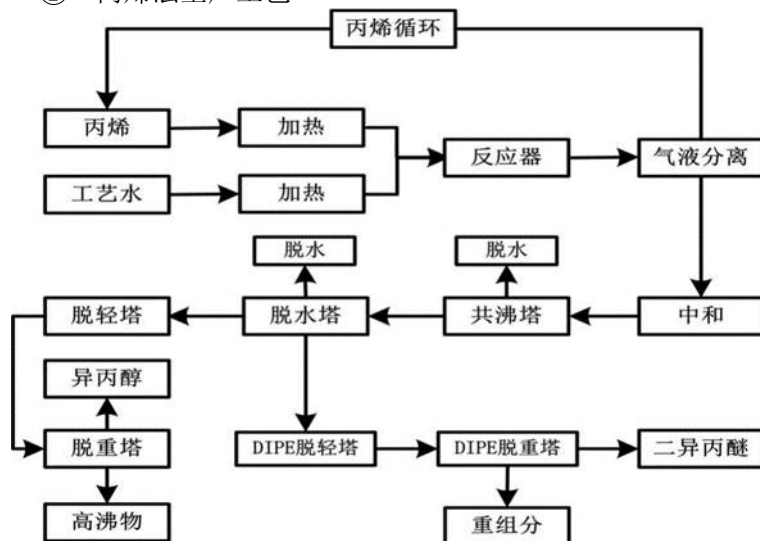 丙烯循环
丙烯
加热
反应器
气液分离
工艺水
加热
脱水
脱水
脱轻塔
脱水塔
共沸塔
中和
异丙醇
脱重塔
DIPE脱轻塔
DIPE脱重塔
二异丙醚
高沸物
重组分